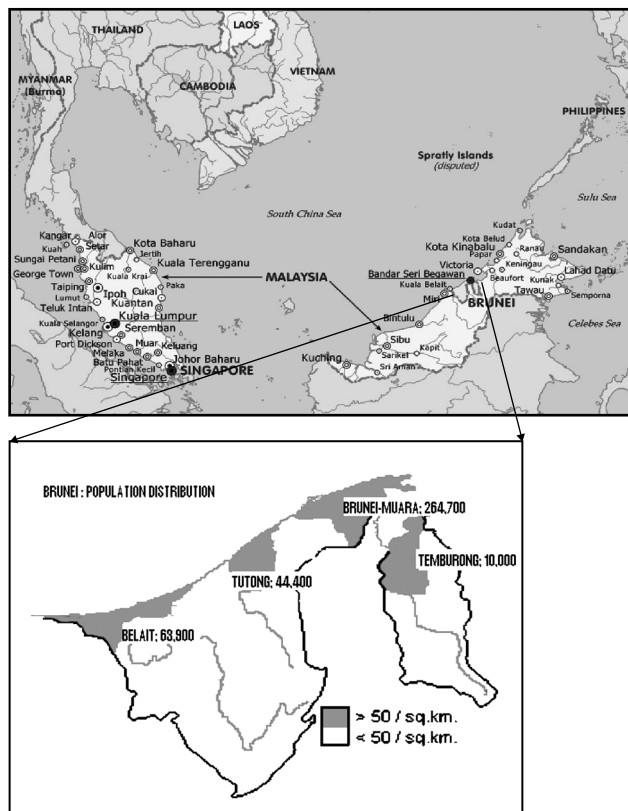 THAILAND
LAOS
MYANMAR
(Burma)
CAMBODIA
VIETNAM
PHILIPPINES
Spratly Islands
(disputed)
Sulu Sea
South China Sea
Kangar
Alor
Setar
Kuah
Sungai Petani
George Town
Kulim
Taiping
Lumut
Ipoh
Teluk Intan
Kota Baharu
Jertih
Kuala Krai
Kuala Terengganu
Cukai
Paka
Kuantan
Kuala Lumpur
Kuala Selangor
Seremban
Kelang
Port Dickson
Muar
Keluang
Melaka
Batu Pahat
Pontian Kecil
Johor Baharu
Singapore
SINGAPORE
MALAYSIA
Kudat
Kota Belud
Kota Kinabalu
Papar
Ranau
Sandakan
Victoria
Keningau
Lahad Datu
Bandar Seri Begawan
Kuala Belait
Beaufort
Kunak
Miri
BRUNEI
Tawau
Semporna
Bintulu
Celebes Sea
Sibu
Kapit
Sarikei
Kuching
Sri Aman
BRUNEI : POPULATION DISTRIBUTION
BRUNEI-MUARA; 264,700
TEMBURONG; 10,000
TUTONG; 44,400
BELAIT; 63,900
> 50 / sq.km.
< 50 / sq.km.